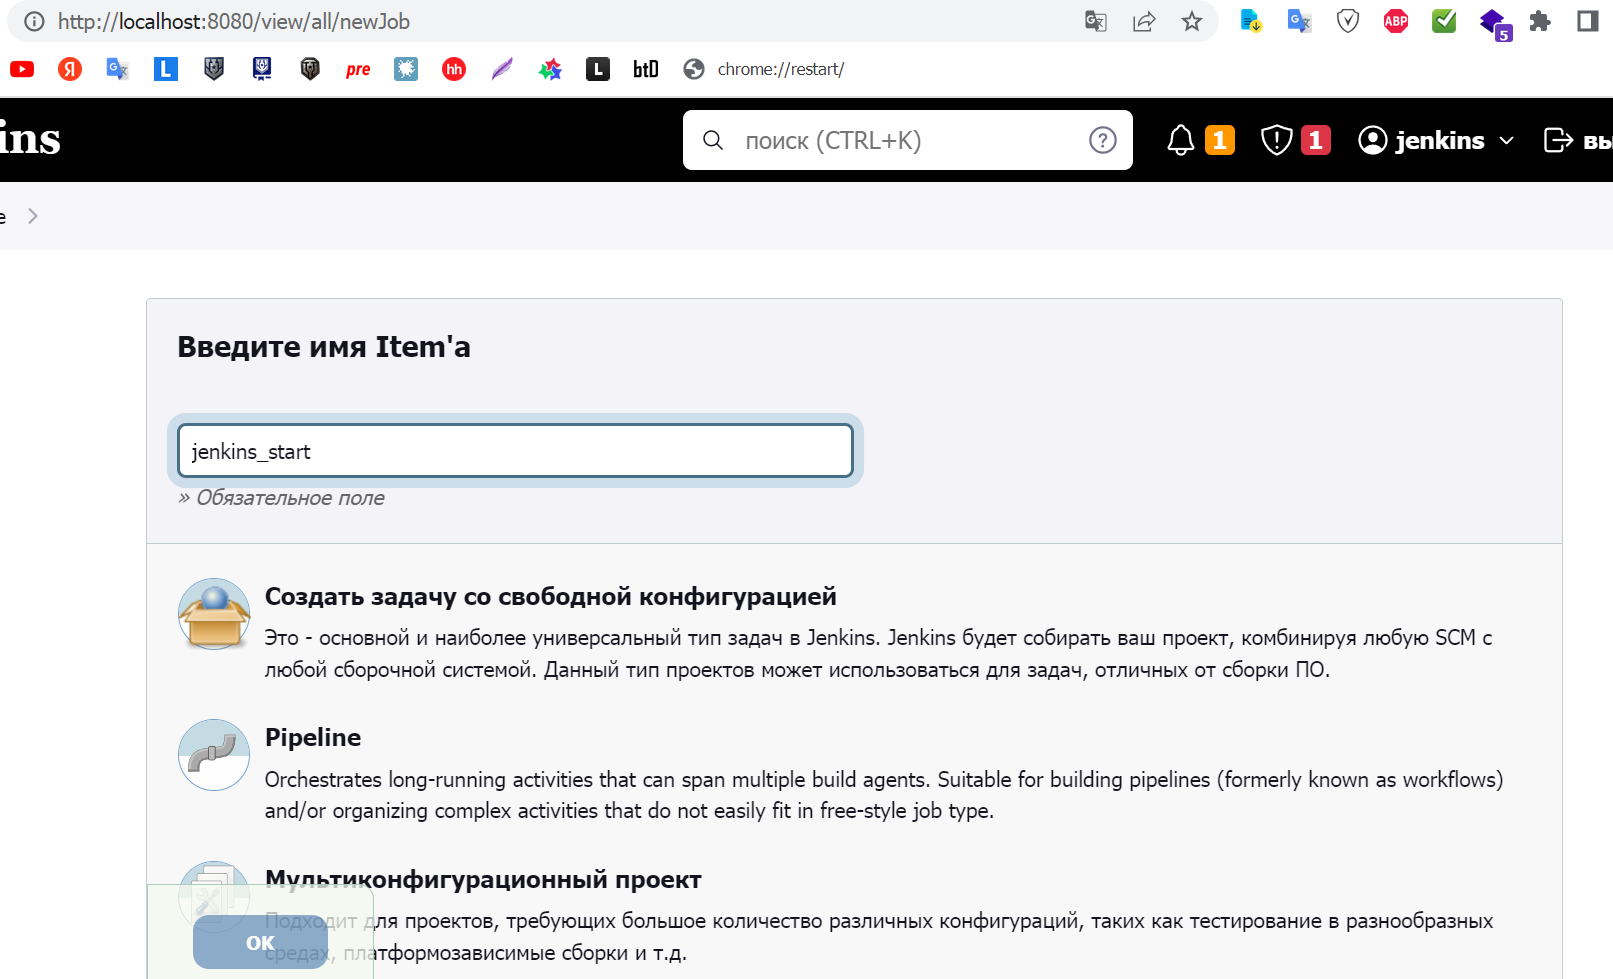 http://localhost:8080/view/all/newJob
ABP
5
Я
L
pre
hh
L
btD
chrome://restart/
ins
поиск (CTRL+K)
1
1
jenkins
вы
е
Введите имя Item'а
jenkins_start
» Обязательное поле
Создать задачу со свободной конфигурацией
Это - основной и наиболее универсальный тип задач в Jenkins. Jenkins будет собирать ваш проект, комбинируя любую SCM с
любой сборочной системой. Данный тип проектов может использоваться для задач, отличных от сборки ПО.
Pipeline
Orchestrates long-running activities that can span multiple build agents. Suitable for building pipelines (formerly known as workflows)
and/or organizing complex activities that do not easily fit in free-style job type.
Мультиконфигурационный проект
Подходит для проектов, требующих большое количество различных конфигураций, таких как тестирование в разнообразных
средах, платформозависимые сборки и т.д.
ОК